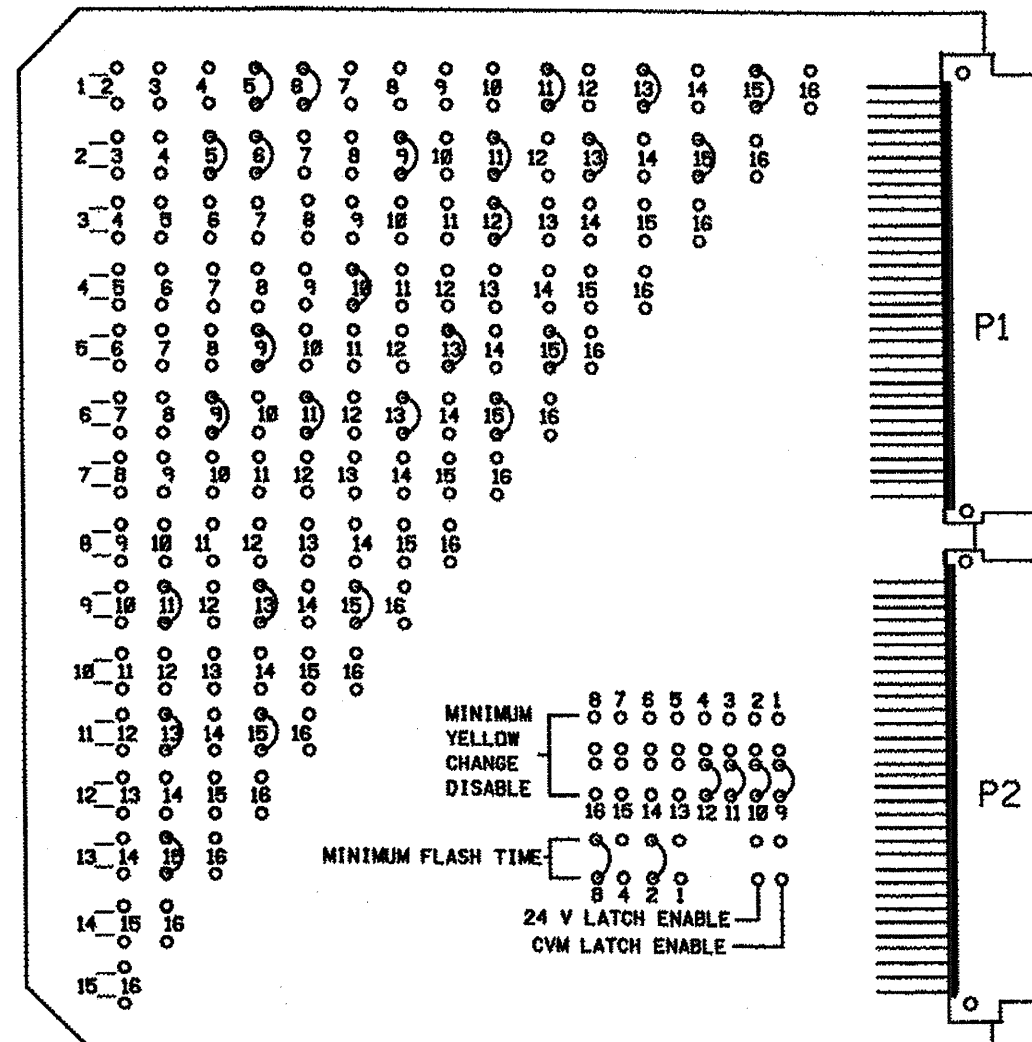 1 2 3 4 5 6 7 8 9 10 11 12 13 14 15 16
2 3 4 5 6 7 8 9 10 11 12 13 14 15 16
3 4 5 6 7 8 9 10 11 12 13 14 15 16
4 5 6 7 8 9 10 11 12 13 14 15 16
P1
5 6 7 8 9 10 11 12 13 14 15 16
6 7 8 9 10 11 12 13 14 15 16
7 8 9 10 11 12 13 14 15 16
8 9 10 11 12 13 14 15 16
9 10 11 12 13 14 15 16
10 11 12 13 14 15 16
11 12 13 14 15 16
12 13 14 15 16
13 14 15 16
14 15 16
15 16
8 7 6 5 4 3 2 1
MINIMUM
YELLOW
CHANGE
DISABLE
16 15 14 13 12 11 10 9
P2
MINIMUM FLASH TIME
8 4 2 1
24 V LATCH ENABLE
CVM LATCH ENABLE